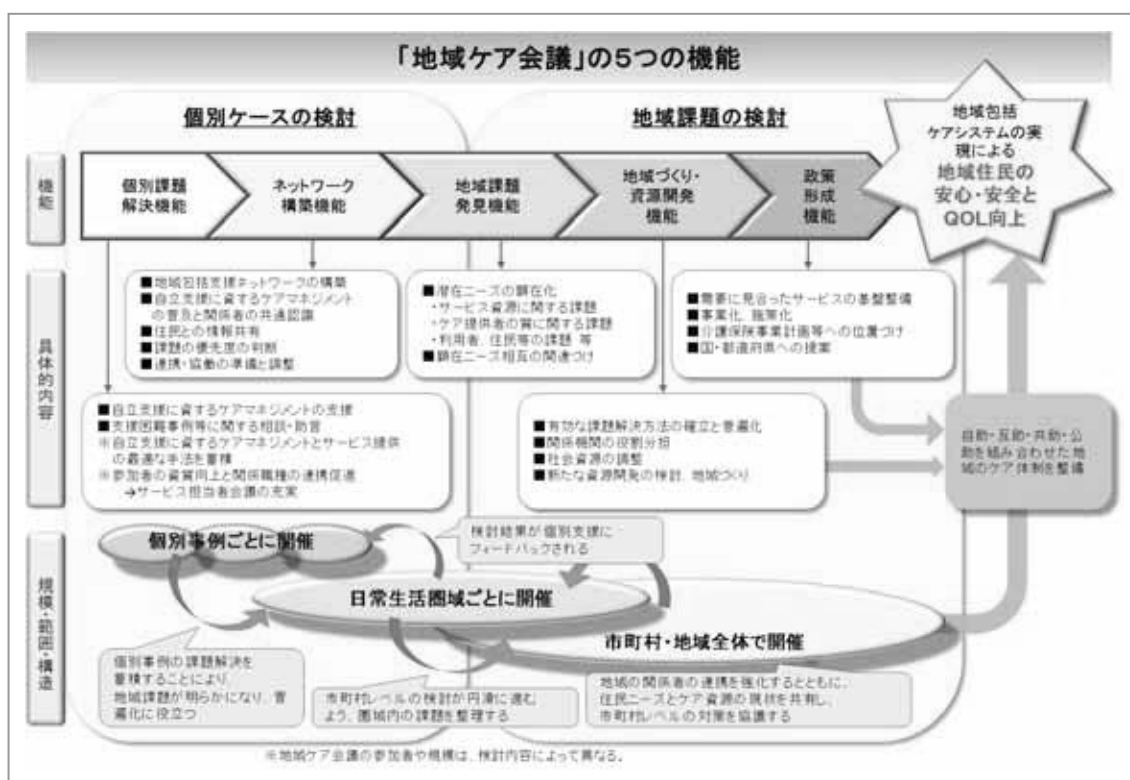 「地域ケア会議」の5つの機能
個別ケースの検討
地域課題の検討
地域包括
ケアシステムの実
現による
地域住民の
安心・安全と
QOL向上
機能
個別課題
解決機能
ネットワーク
構築機能
地域課題
発見機能
地域づくり・
資源開発
機能
政策
形成
機能
具体的内容
■地域包括支援ネットワークの構築
■自立支援に資するケアマネジメント
の普及と関係者の共通認識
■住民との情報共有
■課題の優先度の判断
■連携・協働の準備と調整
■潜在ニーズの顕在化
・サービス資源に関する課題
・ケア提供者の質に関する課題
・利用者、住民等の課題 等
■顕在ニーズ相互の関連づけ
■需要に見合ったサービスの基盤整備
■事業化、施策化
■介護保険事業計画等への位置づけ
■国・都道府県への提案
■自立支援に資するケアマネジメントの支援
■支援困難事例等に関する相談・助言
※自立支援に資するケアマネジメントとサービス提供
の最適な手法を蓄積
※参加者の資質向上と関係職種の連携促進
→サービス担当者会議の充実
■有効な課題解決方法の確立と普遍化
■関係機関の役割分担
■社会資源の調整
■新たな資源開発の検討、地域づくり
自助・互助・共助・公
助を組み合わせた地
域のケア体制を整備
規模・範囲・構造
個別事例ごとに開催
検討結果が個別支援に
フィードバックされる
日常生活圏域ごとに開催
市町村・地域全体で開催
個別事例の課題解決を
蓄積することにより、
地域課題が明らかになり、普
遍化に役立つ
市町村レベルの検討が円滑に進む
よう、圏域内の課題を整理する
地域の関係者の連携を強化するとともに、
住民ニーズとケア資源の現状を共有し、
市町村レベルの対策を協議する
※地域ケア会議の参加者や規模は、検討内容によって異なる。